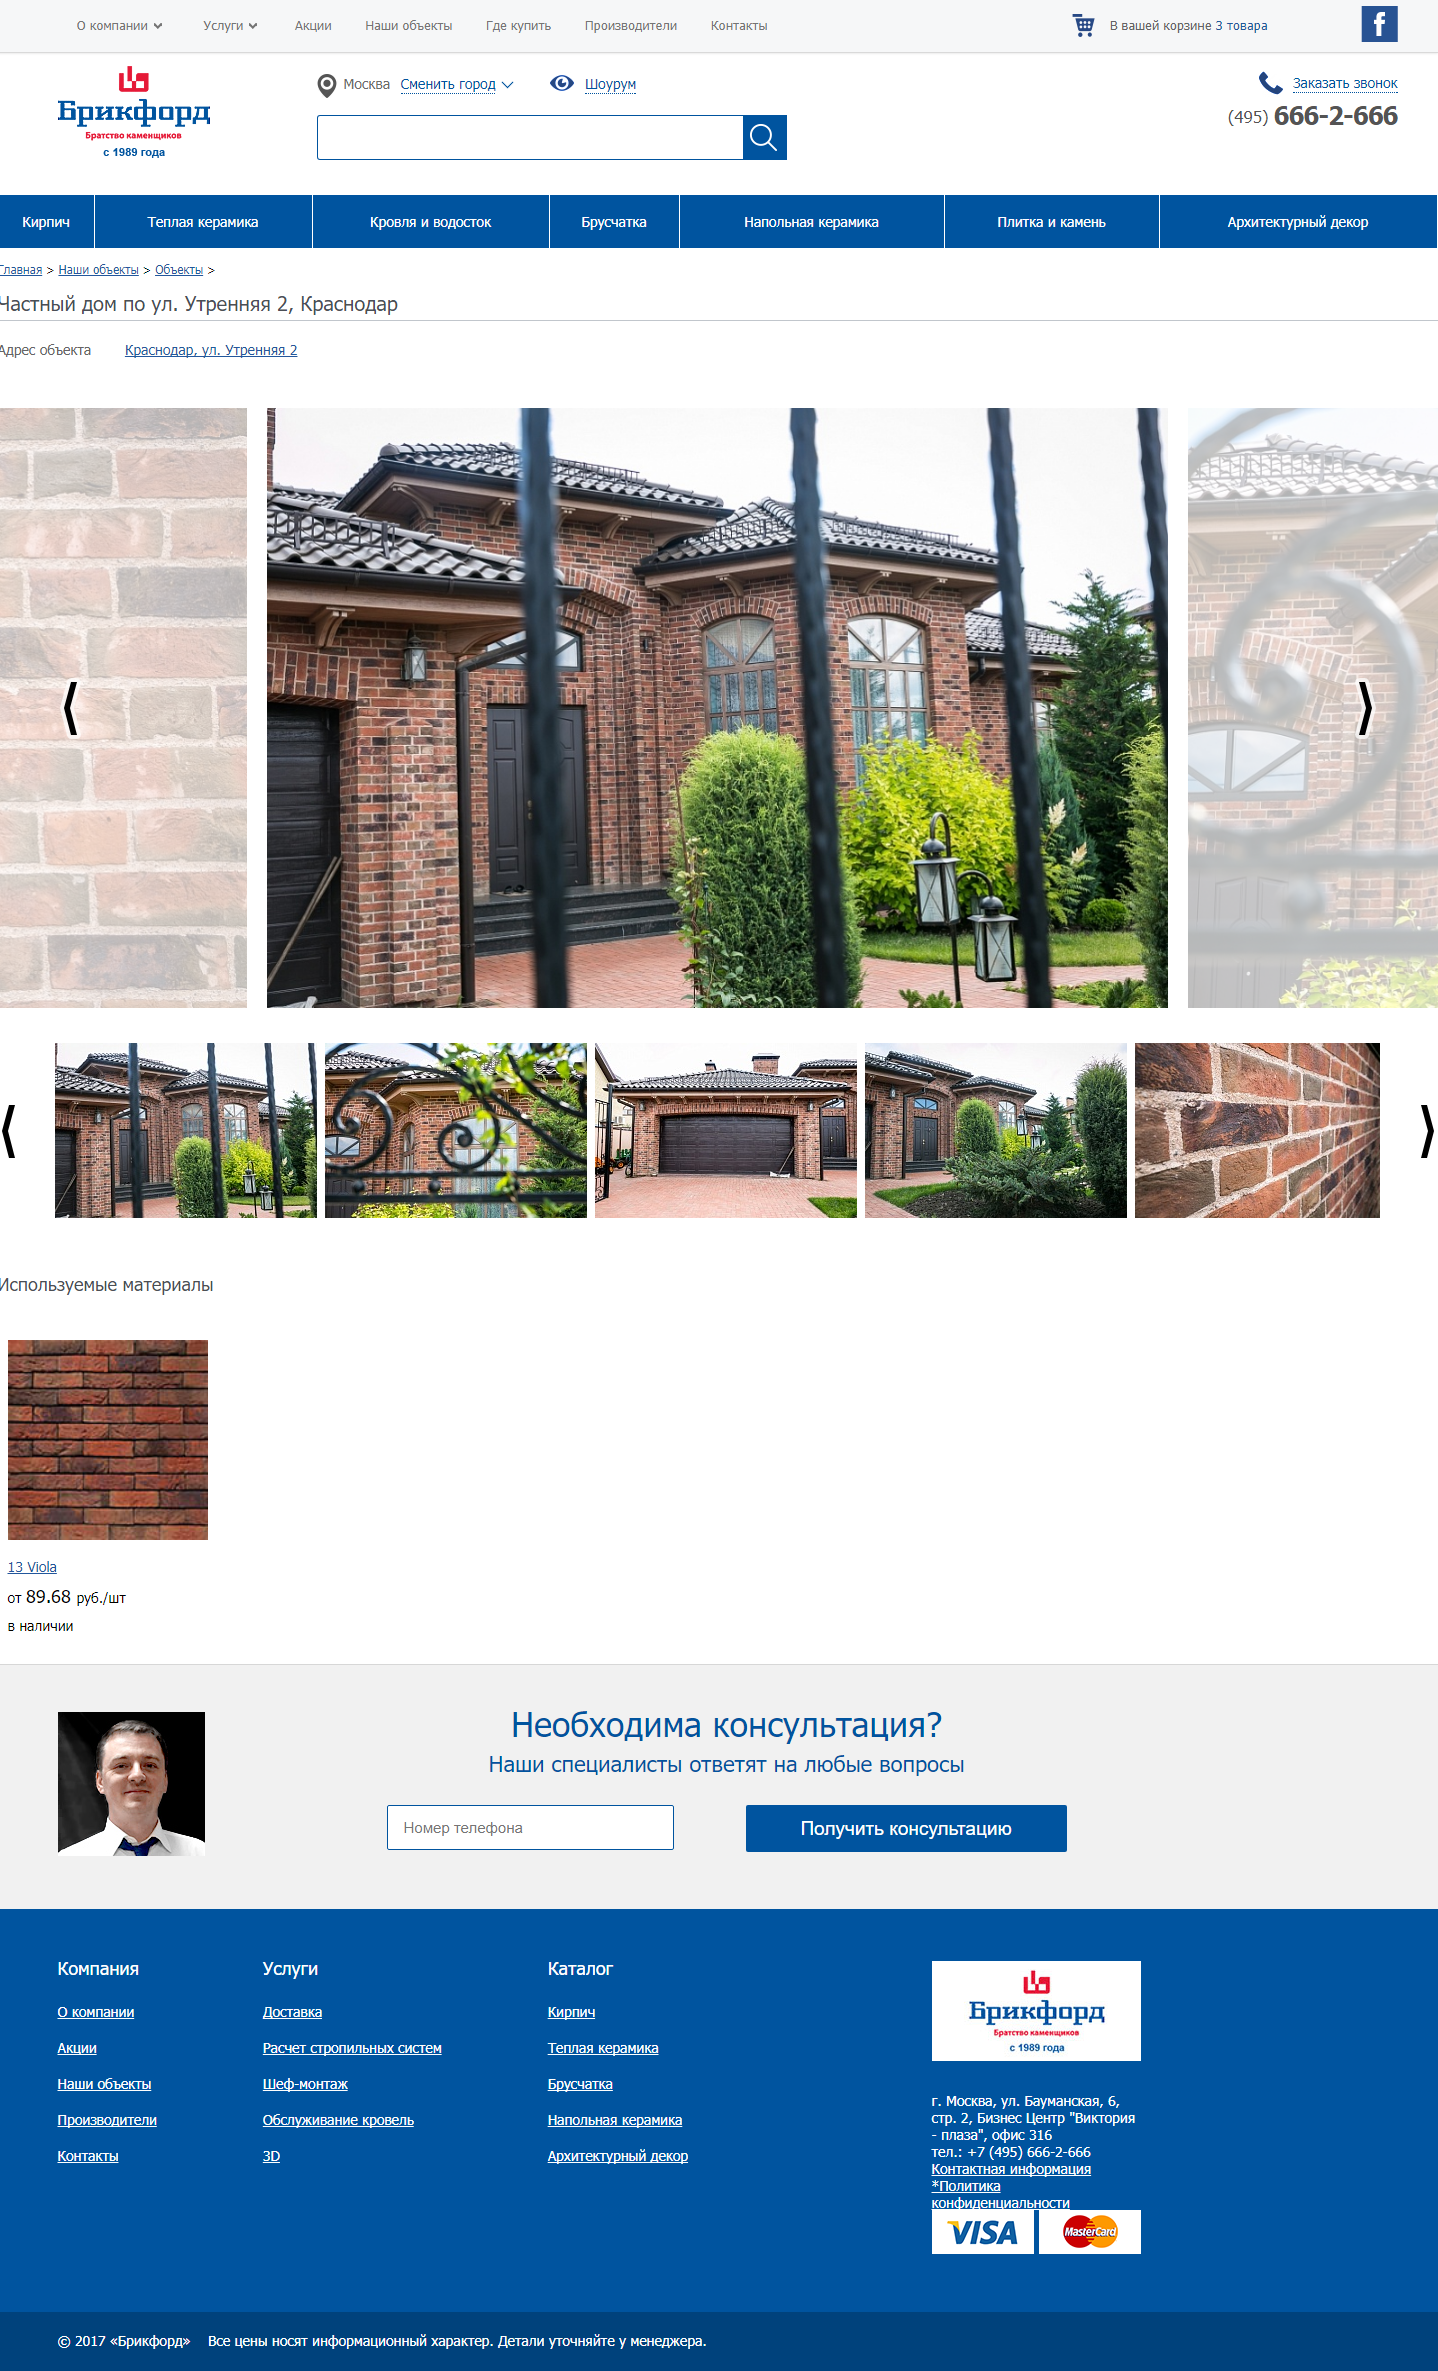 О компании
Услуги
Акции
Наши объекты
Где купить
Производители
Контакты
В вашей корзине 3 товара
f
Брикфорд
Братство каменщиков
с 1989 года
Москва
Сменить город
Шоурум
Заказать звонок
(495) 666-2-666
Кирпич
Теплая керамика
Кровля и водосток
Брусчатка
Напольная керамика
Плитка и камень
Архитектурный декор
Главная > Наши объекты > Объекты >
Частный дом по ул. Утренняя 2, Краснодар
Адрес объекта
Краснодар, ул. Утренняя 2
Используемые материалы
13 Viola
от 89.68 руб./шт
в наличии
Необходима консультация?
Наши специалисты ответят на любые вопросы
Номер телефона
Получить консультацию
Компания
О компании
Акции
Наши объекты
Производители
Контакты
Услуги
Доставка
Расчет стропильных систем
Шеф-монтаж
Обслуживание кровель
3D
Каталог
Кирпич
Теплая керамика
Брусчатка
Напольная керамика
Архитектурный декор
Брикфорд
Братство каменщиков
с 1989 года
г. Москва, ул. Бауманская, 6,
стр. 2, Бизнес Центр "Виктория
- плаза", офис 316
тел.: +7 (495) 666-2-666
Контактная информация
*Политика
конфиденциальности
VISA
MasterCard
© 2017 «Брикфорд»
Все цены носят информационный характер. Детали уточняйте у менеджера.